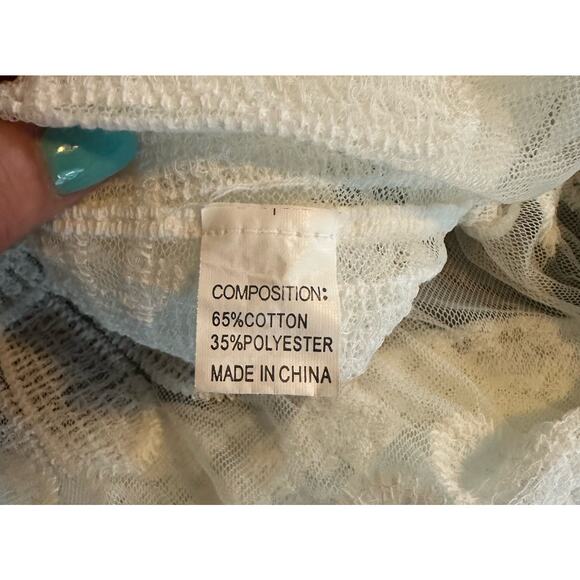 COMPOSITION:
65%COTTON
35%POLYESTER
MADE IN CHINA